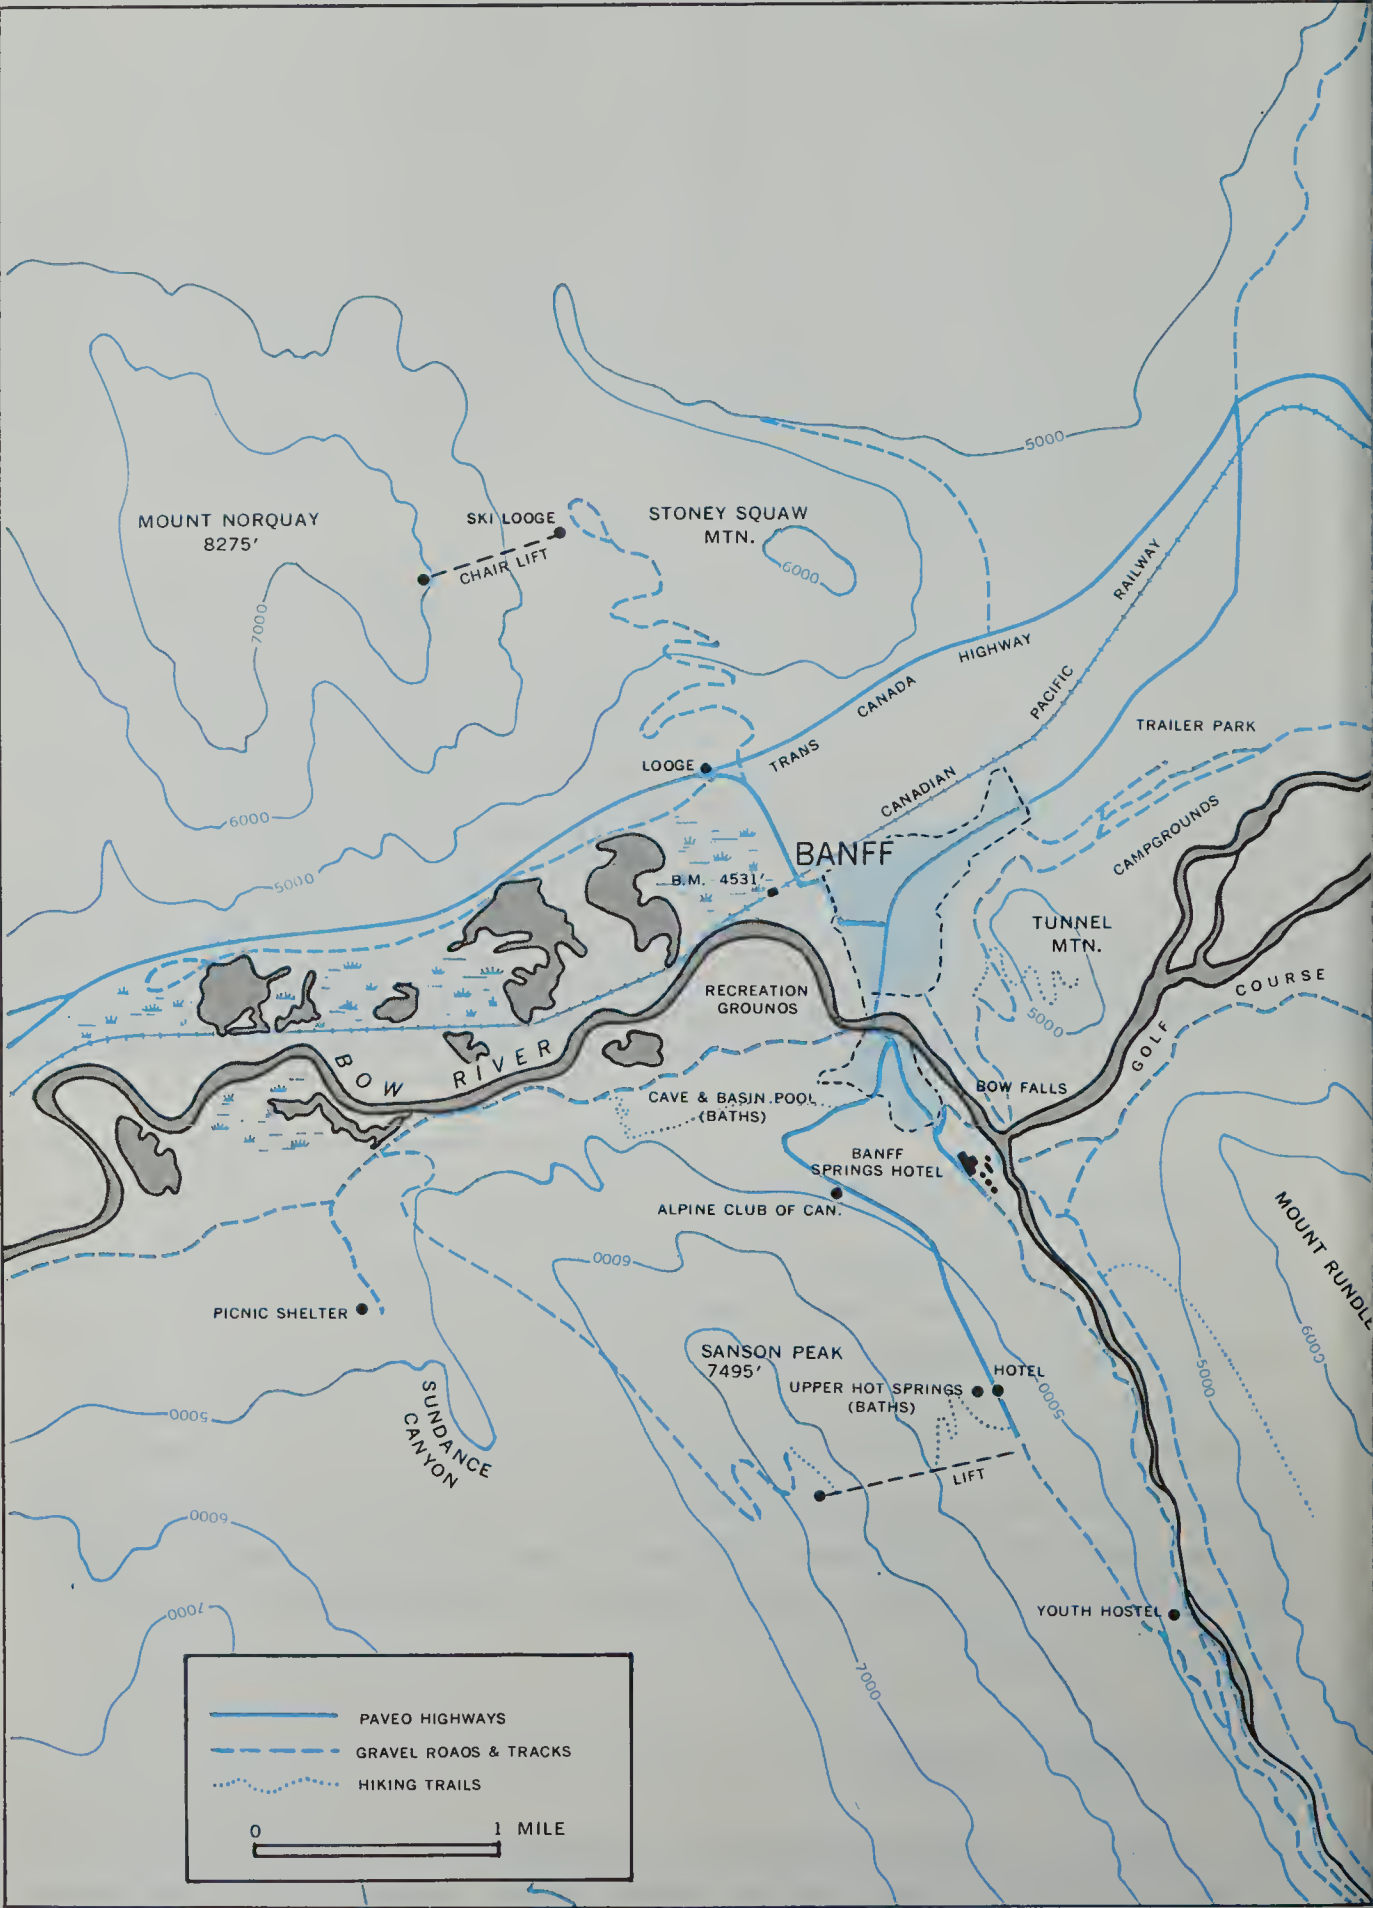 5000
MOUNT NORQUAY
8275′
SKI LOOGE
CHAIR LIFT
STONEY SQUAW
MTN.
6000
7000
RAILWAY
HIGHWAY
PACIFIC
CANADA
TRAILER PARK
TRANS
LOOGE
CANADIAN
6000
CAMPGROUNDS
BANFF
B.M. 4531′
5000
TUNNEL
MTN.
COURSE
RECREATION
GROUNOS
5000
GOLF
BOW RIVER
BOW FALLS
CAVE & BASIN POOL
(BATHS)
BANFF
SPRINGS HOTEL
ALPINE CLUB OF CAN.
MOUNT RUNDLE
6000
PICNIC SHELTER
6000
SANSON PEAK
7495′
HOTEL
UPPER HOT SPRINGS
(BATHS)
5000
5000
5000
SUNDANCE
CANYON
LIFT
6000
7000
YOUTH HOSTEL
7000
PAVEO HIGHWAYS
GRAVEL ROAOS & TRACKS
HIKING TRAILS
0 1 MILE